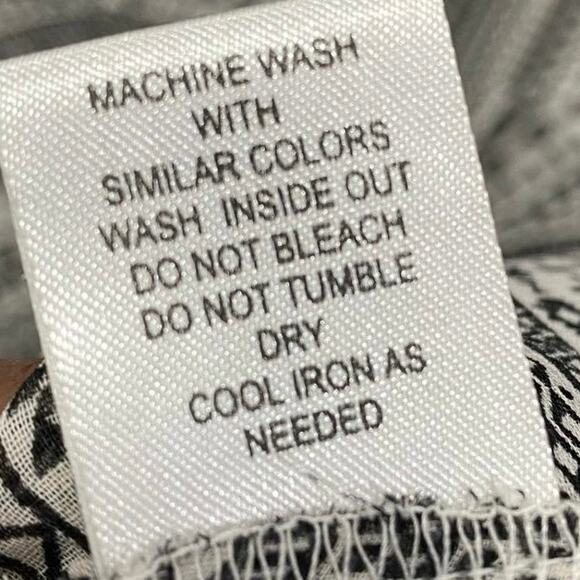 MACHINE WASH
WITH
SIMILAR COLORS
WASH INSIDE OUT
DO NOT BLEACH
DO NOT TUMBLE
DRY
COOL IRON AS
NEEDED